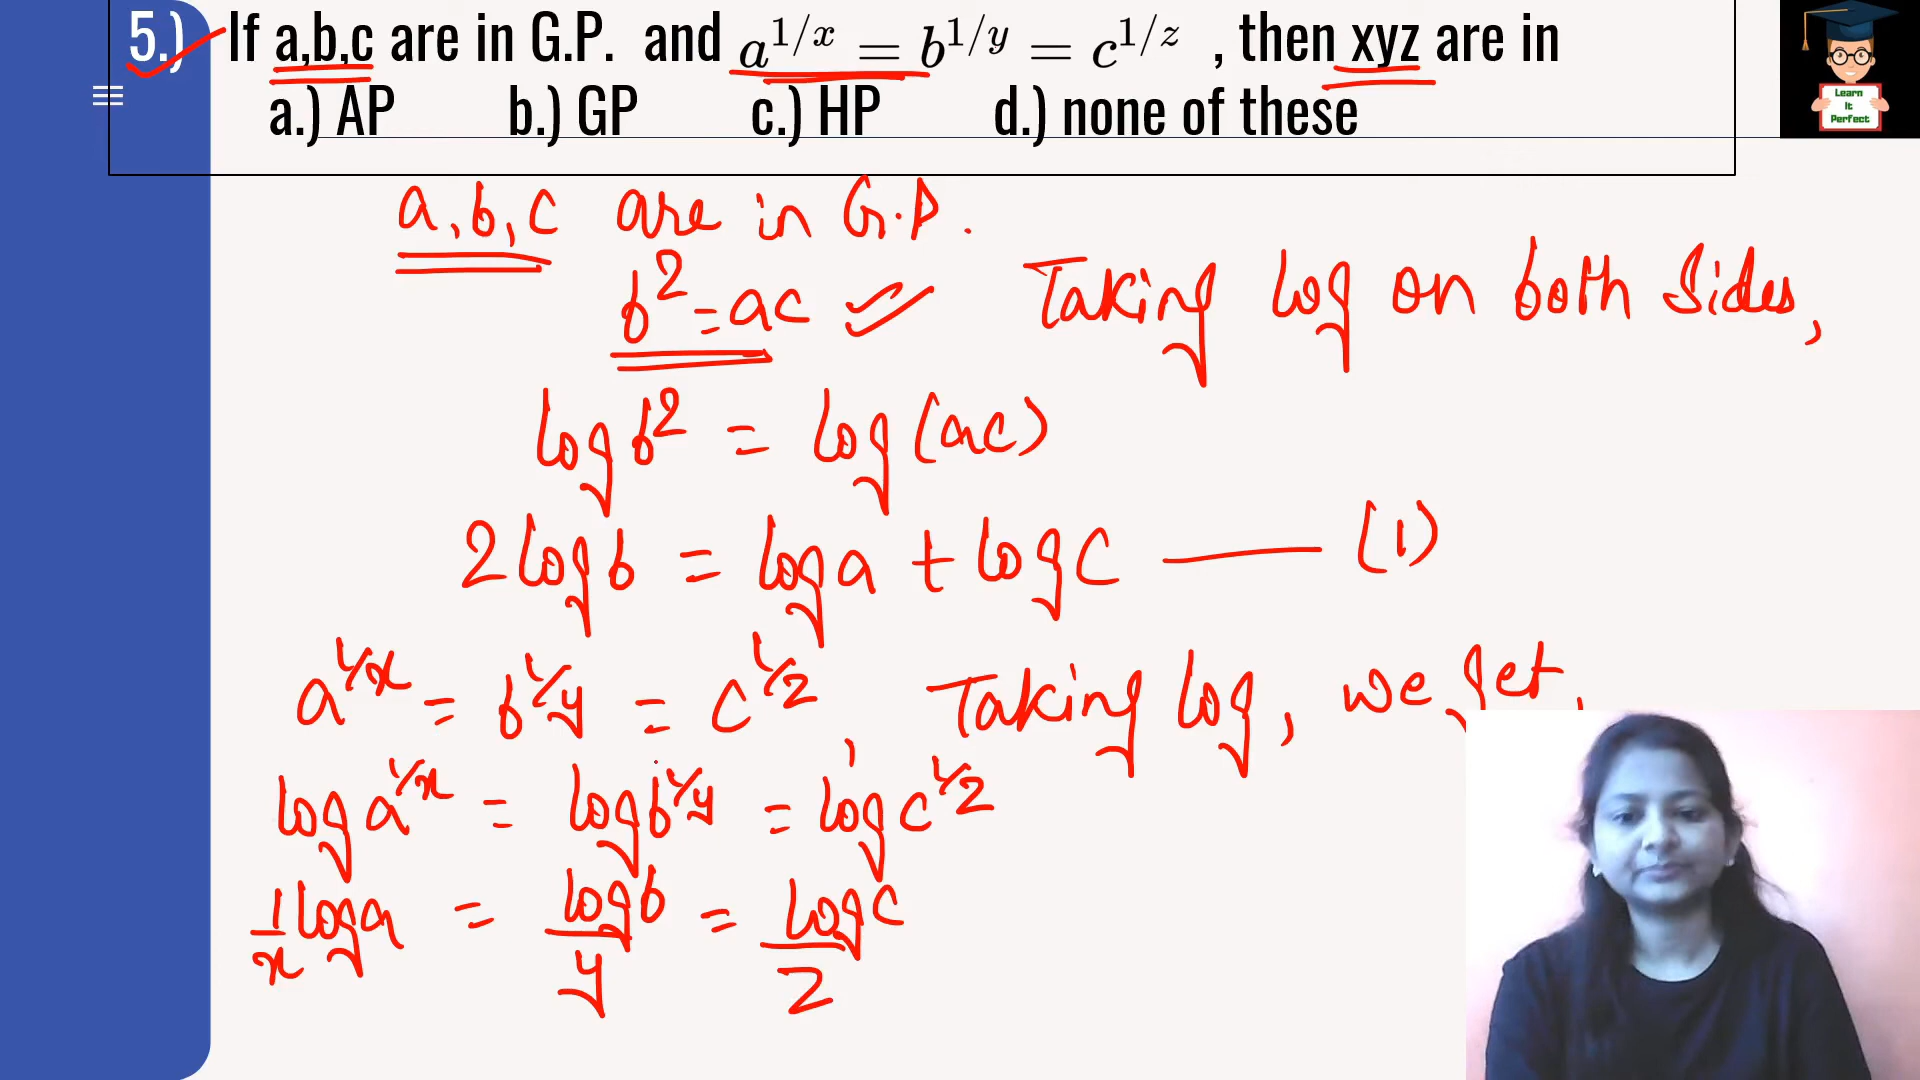 5.) If a,b,c are in G.P. and a^{1/x} = b^{1/y} = c^{1/z} , then xyz are in
a.) AP b.) GP c.) HP d.) none of these
Learn
It
Perfect
a, b, c are in G.P.
b² = ac Taking log on both sides,
log b² = log (ac)
2 log b = log a + log c —— (1)
a^{1/x} = b^{1/y} = c^{1/z}, Taking log, we get,
log a^{1/x} = log b^{1/y} = log c^{1/z}
1/x log a = log b/y = log c/z